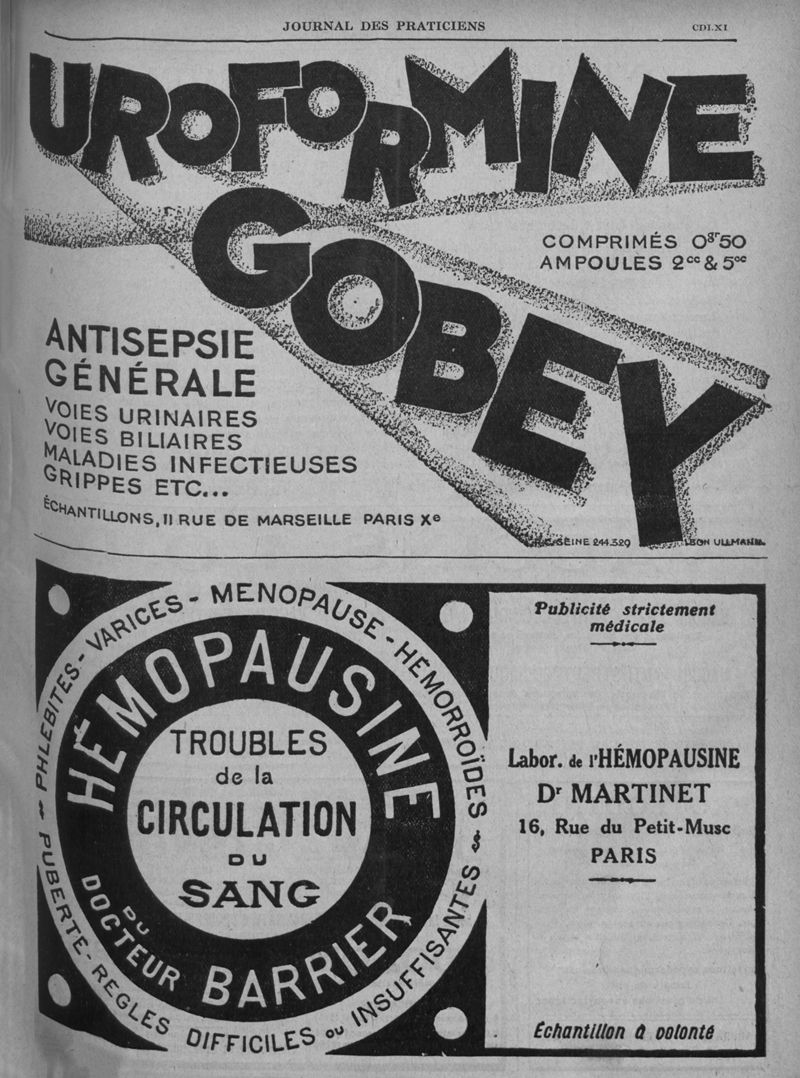 JOURNAL DES PRATICIENS
CDLXI
UROFORMINE
GOBEY
COMPRIMÉS 0gr50
AMPOULES 2cc & 5cc
ANTISEPSIE
GÉNÉRALE
VOIES URINAIRES
VOIES BILIAIRES
MALADIES INFECTIEUSES
GRIPPES ETC...
ÉCHANTILLONS, 11 RUE DE MARSEILLE PARIS Xe
R.C. SEINE 244.529
LÉON ULLMANN
PHLÉBITES - VARICES - MENOPAUSE - HÉMORROÏDES
HÉMOPAUSINE
TROUBLES
de la
CIRCULATION
DU
SANG
DU
DOCTEUR BARRIER
PUBERTÉ - REGLES DIFFICILES ou INSUFFISANTES
Publicité strictement
médicale
Labor. de l'HÉMOPAUSINE
Dr MARTINET
16, Rue du Petit-Musc
PARIS
Échantillon à volonté